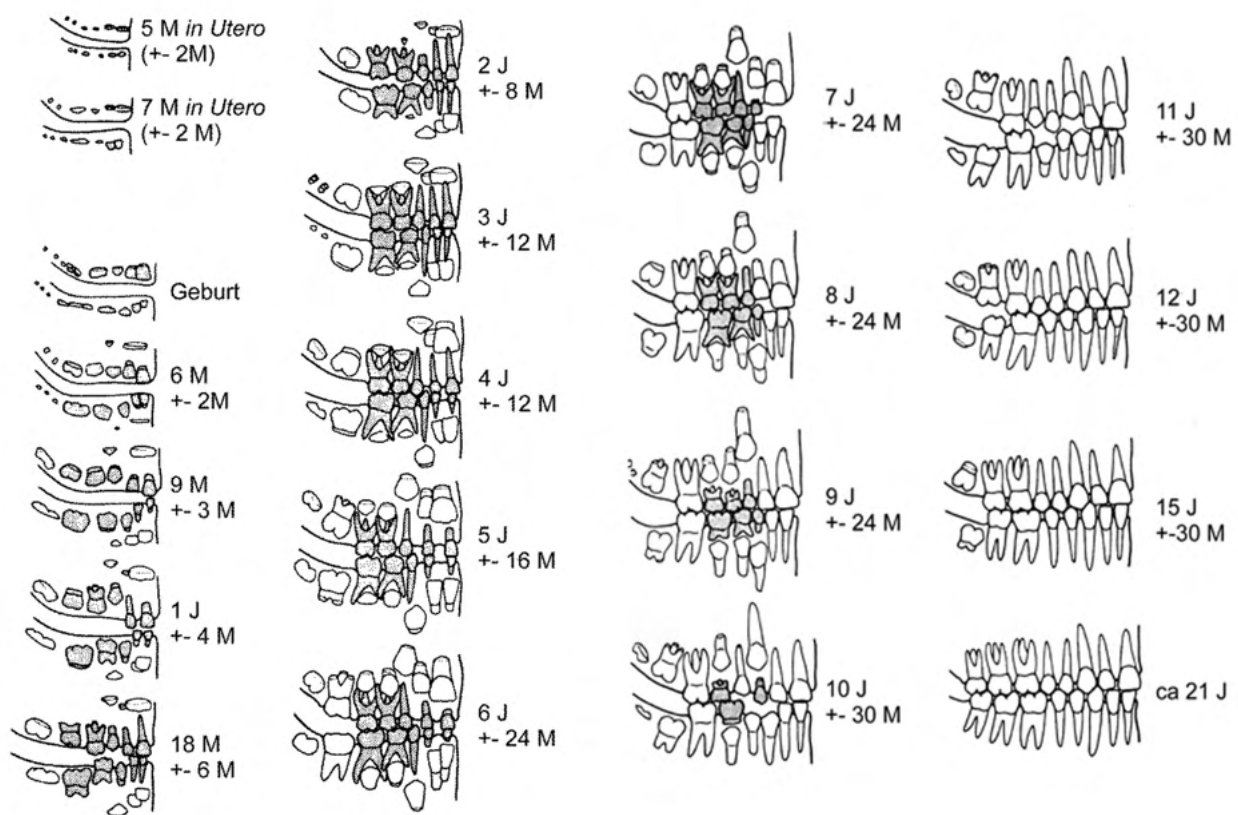 5 M in Utero
(+- 2M)
7 M in Utero
(+- 2 M)
Geburt
6 M
+- 2M
9 M
+- 3 M
1 J
+- 4 M
18 M
+- 6 M
2 J
+- 8 M
3 J
+- 12 M
4 J
+- 12 M
5 J
+- 16 M
6 J
+- 24 M
7 J
+- 24 M
8 J
+- 24 M
9 J
+- 24 M
10 J
+- 30 M
11 J
+- 30 M
12 J
+-30 M
15 J
+-30 M
ca 21 J